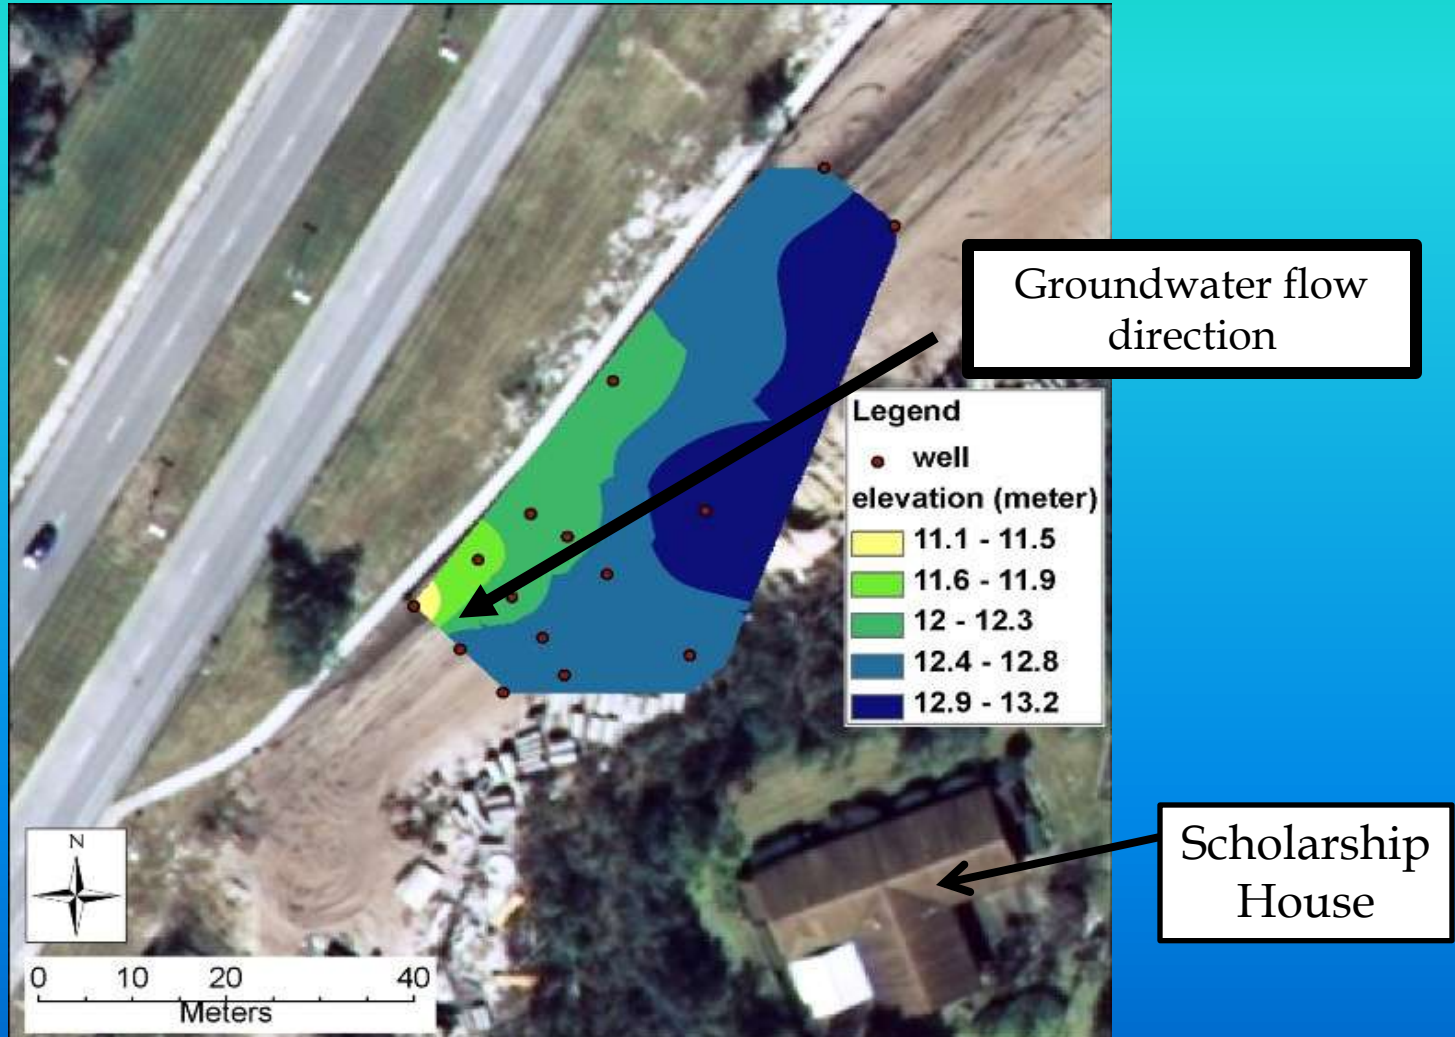 Groundwater flow
direction
Legend
well
elevation (meter)
11.1 - 11.5
11.6 - 11.9
12 - 12.3
12.4 - 12.8
12.9 - 13.2
Scholarship
House
N
0 10 20 40
Meters